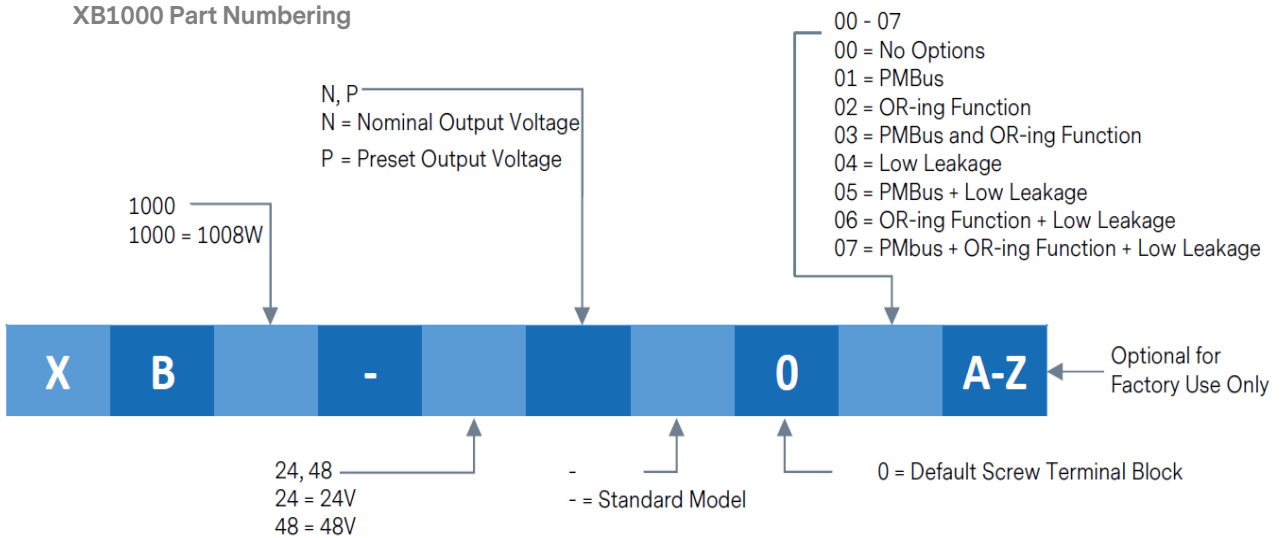 XB1000 Part Numbering
00 - 07
00 = No Options
01 = PMBus
02 = OR-ing Function
03 = PMBus and OR-ing Function
04 = Low Leakage
05 = PMBus + Low Leakage
06 = OR-ing Function + Low Leakage
07 = PMbus + OR-ing Function + Low Leakage
N, P
N = Nominal Output Voltage
P = Preset Output Voltage
1000
1000 = 1008W
X B - 0 A-Z
Optional for
Factory Use Only
24, 48
24 = 24V
48 = 48V
-
- = Standard Model
0 = Default Screw Terminal Block